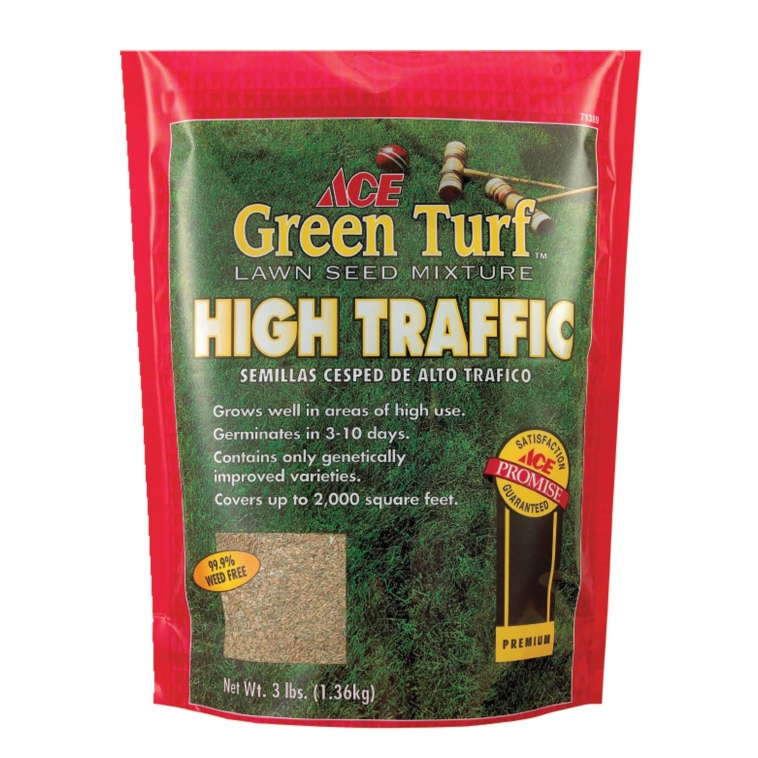 71389
ACE
Green Turf™
LAWN SEED MIXTURE
HIGH TRAFFIC
SEMILLAS CESPED DE ALTO TRAFICO
Grows well in areas of high use.
Germinates in 3-10 days.
Contains only genetically
improved varieties.
Covers up to 2,000 square feet.
SATISFACTION
ACE
PROMISE
GUARANTEED
99.9%
WEED FREE
PREMIUM
Net Wt. 3 lbs. (1.36kg)